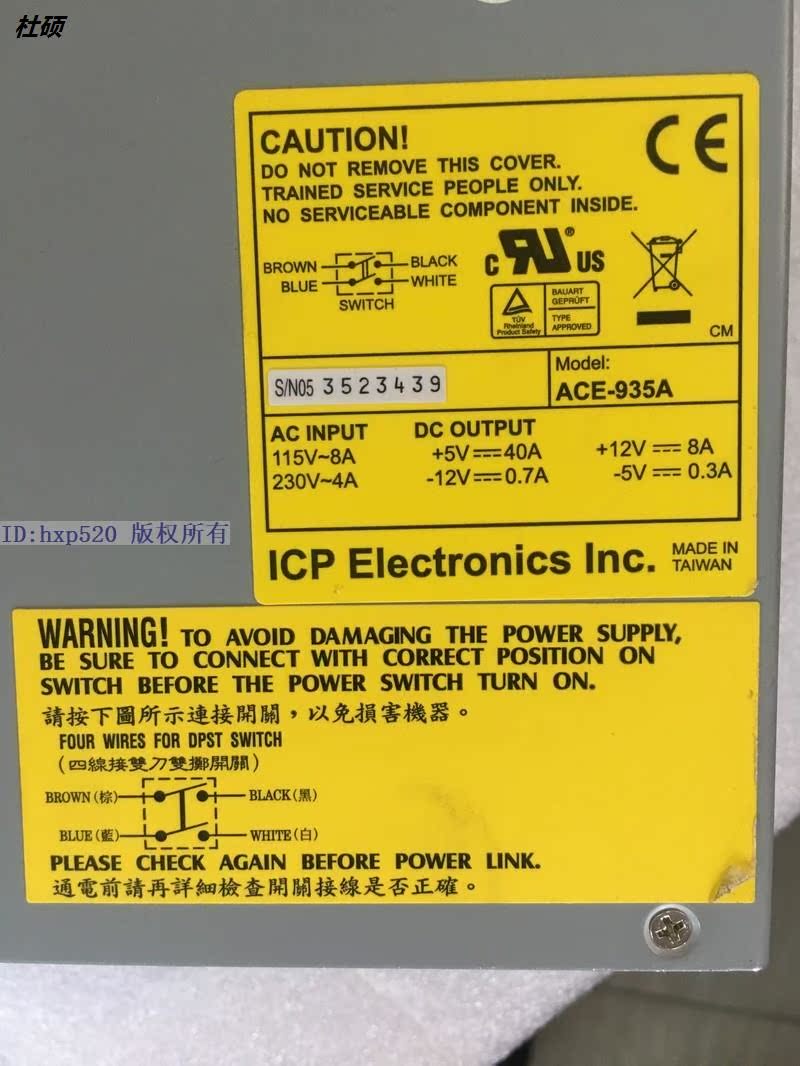 杜硕
CAUTION!
DO NOT REMOVE THIS COVER.
TRAINED SERVICE PEOPLE ONLY.
NO SERVICEABLE COMPONENT INSIDE.
CE
BROWN BLACK
BLUE WHITE
SWITCH
C RU® US
TÜV
Rheinland
Product Safety
BAUART
GEPRÜFT
TYPE
APPROVED
CM
S/N05 3523439
Model:
ACE-935A
AC INPUT DC OUTPUT
115V~8A +5V⎓40A +12V⎓8A
230V~4A -12V⎓0.7A -5V⎓0.3A
ID:hxp520 版权所有
ICP Electronics Inc. MADE IN
TAIWAN
WARNING! TO AVOID DAMAGING THE POWER SUPPLY,
BE SURE TO CONNECT WITH CORRECT POSITION ON
SWITCH BEFORE THE POWER SWITCH TURN ON.
請按下圖所示連接開關,以免損害機器。
FOUR WIRES FOR DPST SWITCH
(四線接雙刀雙擲開關)
BROWN(棕) BLACK(黑)
BLUE(藍) WHITE(白)
PLEASE CHECK AGAIN BEFORE POWER LINK.
通電前請再詳細檢查開關接線是否正確。